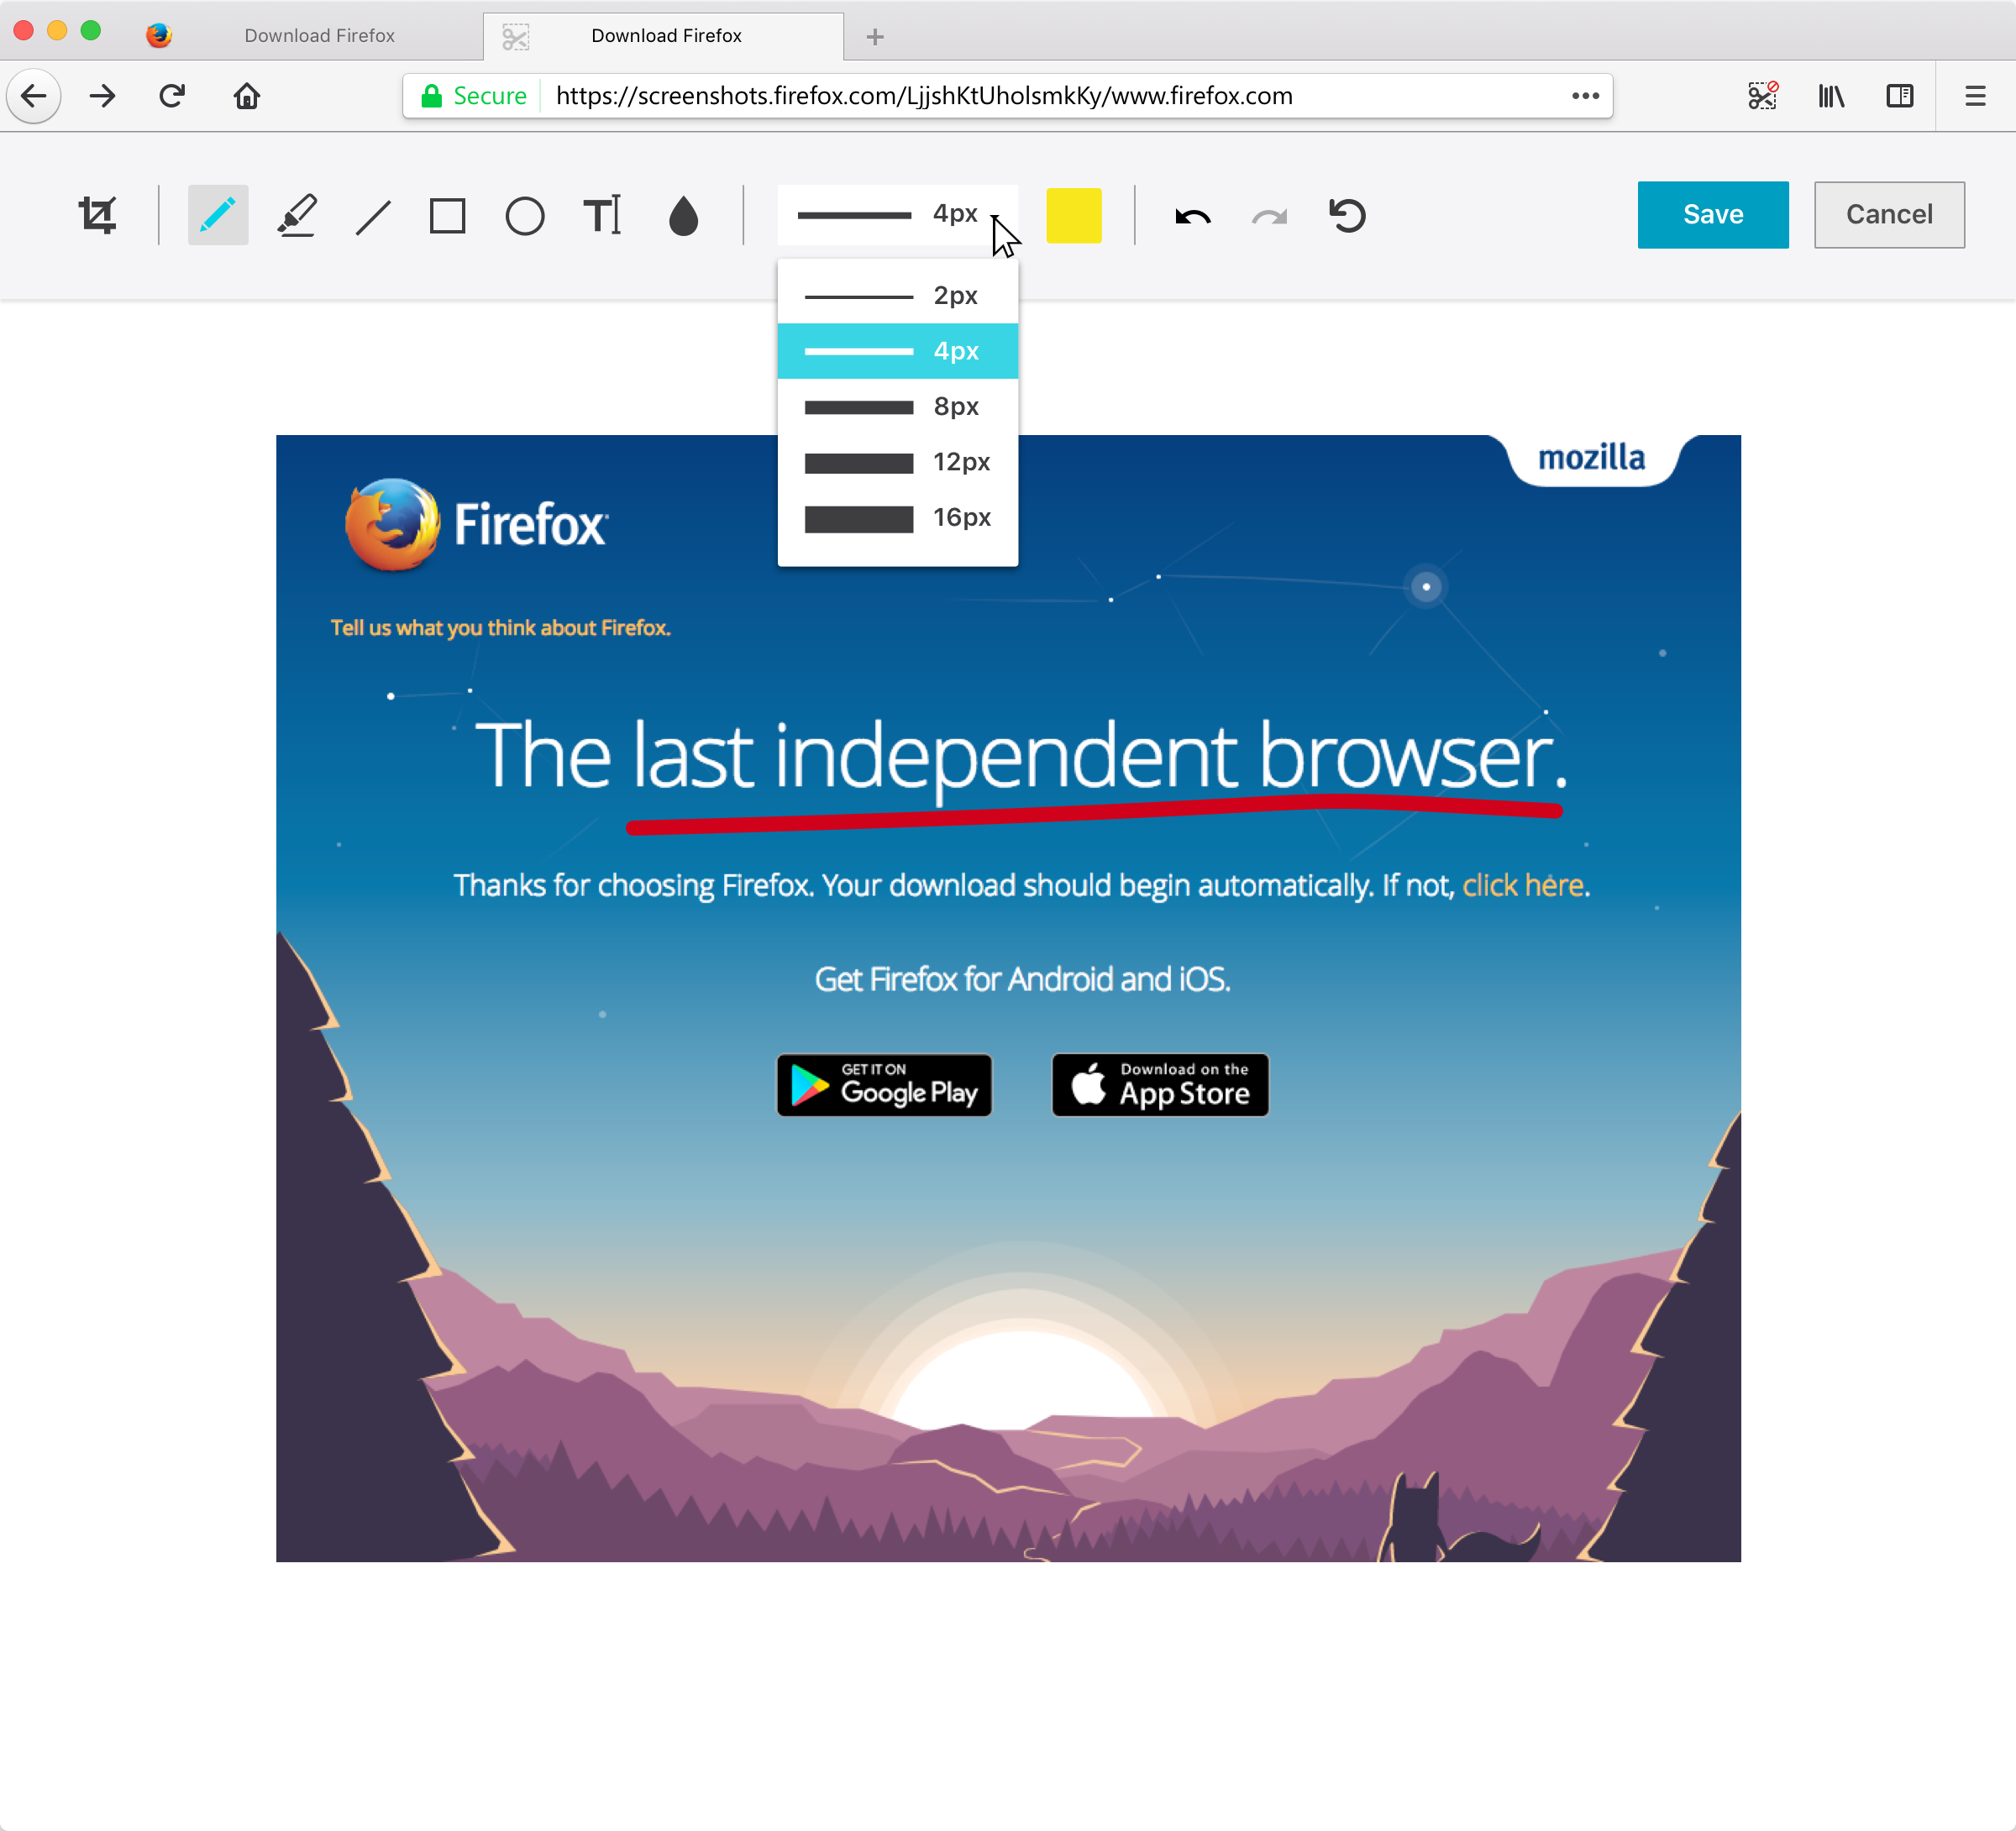 Download Firefox
Download Firefox
Secure
https://screenshots.firefox.com/LjjshKtUholsmkKy/www.firefox.com
T
4px
Save
Cancel
2px
4px
8px
12px
16px
mozilla
Firefox
Tell us what you think about Firefox.
The last independent browser.
Thanks for choosing Firefox. Your download should begin automatically. If not, click here.
Get Firefox for Android and iOS.
GET IT ON
Google Play
Download on the
App Store